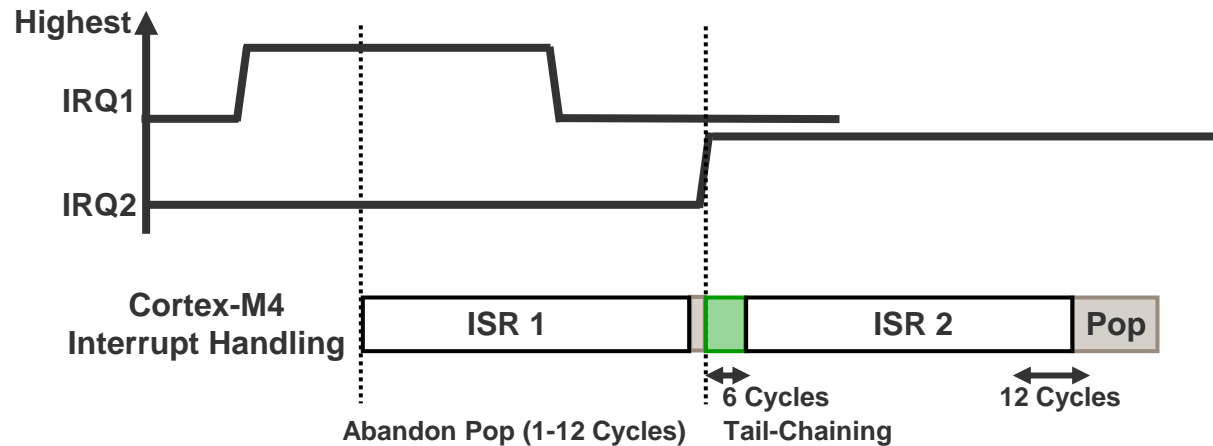 Highest
IRQ1
IRQ2
Cortex-M4
Interrupt Handling
ISR 1
ISR 2
Pop
6 Cycles
12 Cycles
Abandon Pop (1-12 Cycles)
Tail-Chaining